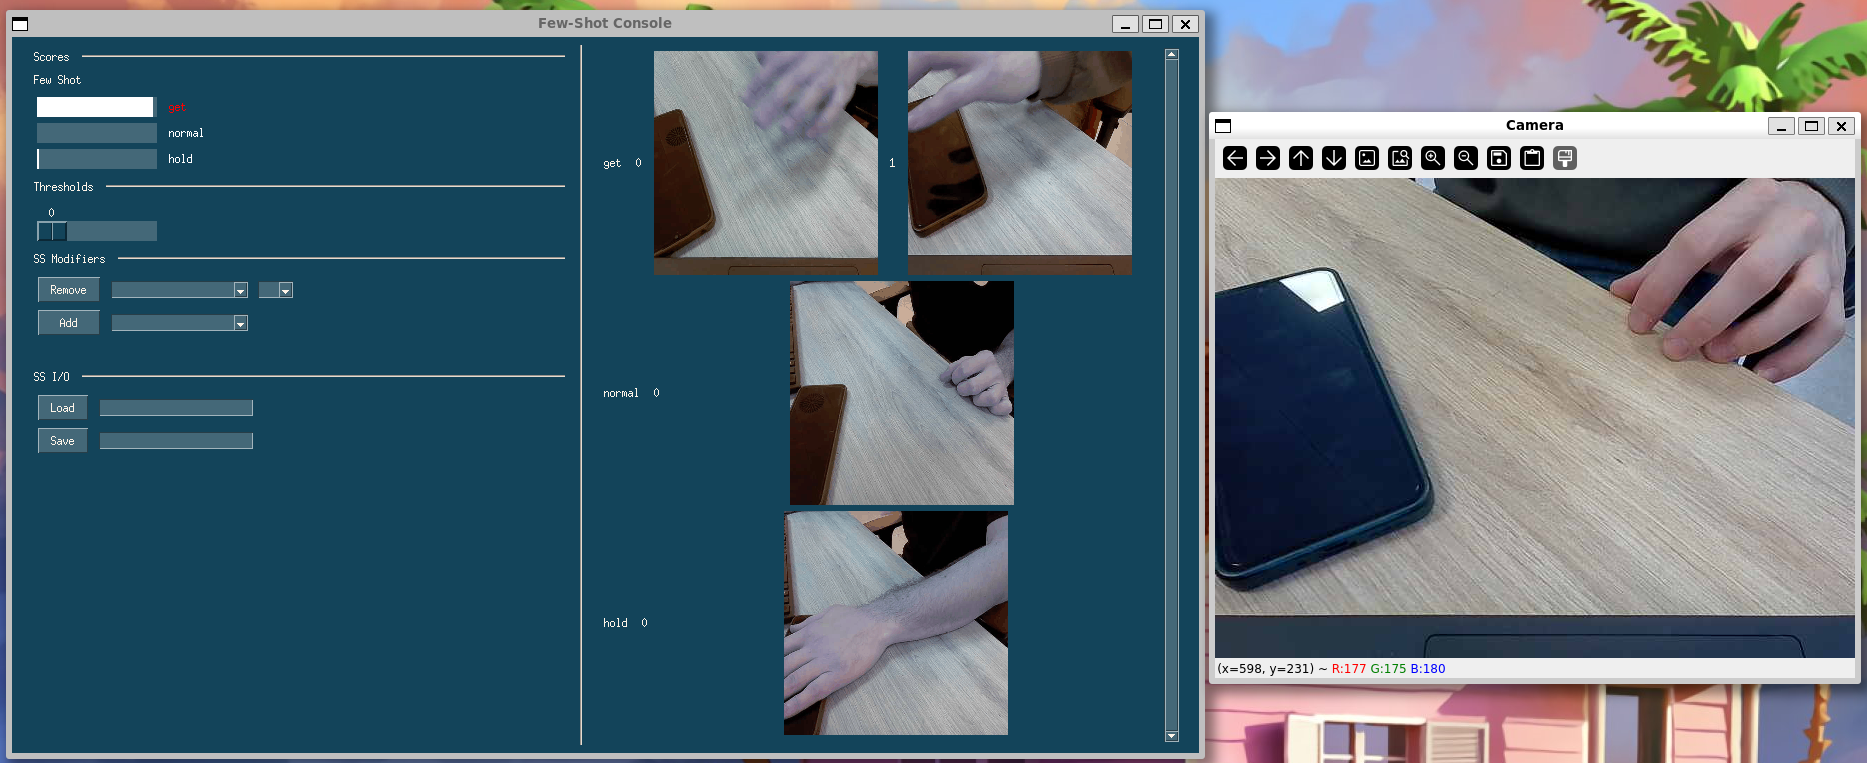 Few-Shot Console
Scores
Few Shot
get
normal
hold
Thresholds
0
SS Modifiers
Remove
Add
SS I/O
Load
Save
get 0
1
normal 0
hold 0
Camera
(x=598, y=231) ~ R:177 G:175 B:180